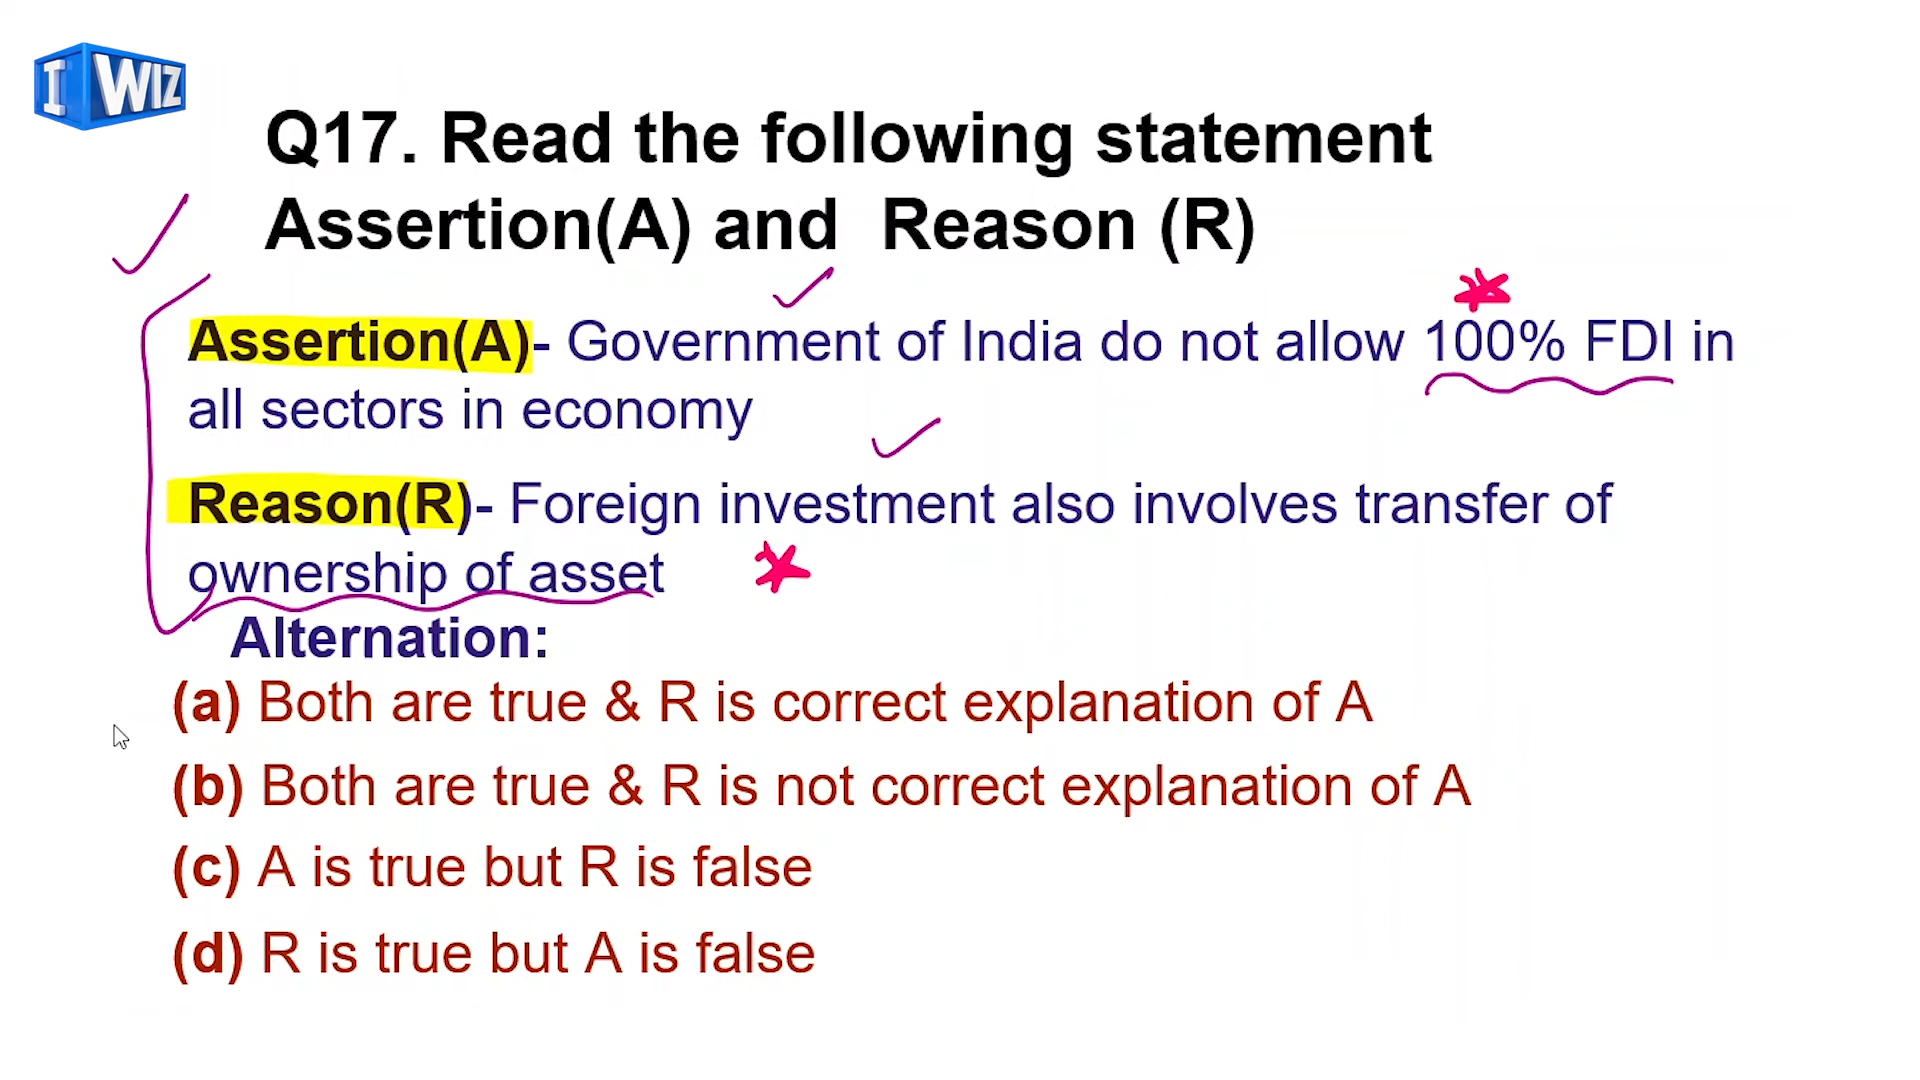 I WIZ
Q17. Read the following statement
Assertion(A) and Reason (R)
Assertion(A)- Government of India do not allow 100% FDI in
all sectors in economy
Reason(R)- Foreign investment also involves transfer of
ownership of asset
Alternation:
(a) Both are true & R is correct explanation of A
(b) Both are true & R is not correct explanation of A
(c) A is true but R is false
(d) R is true but A is false